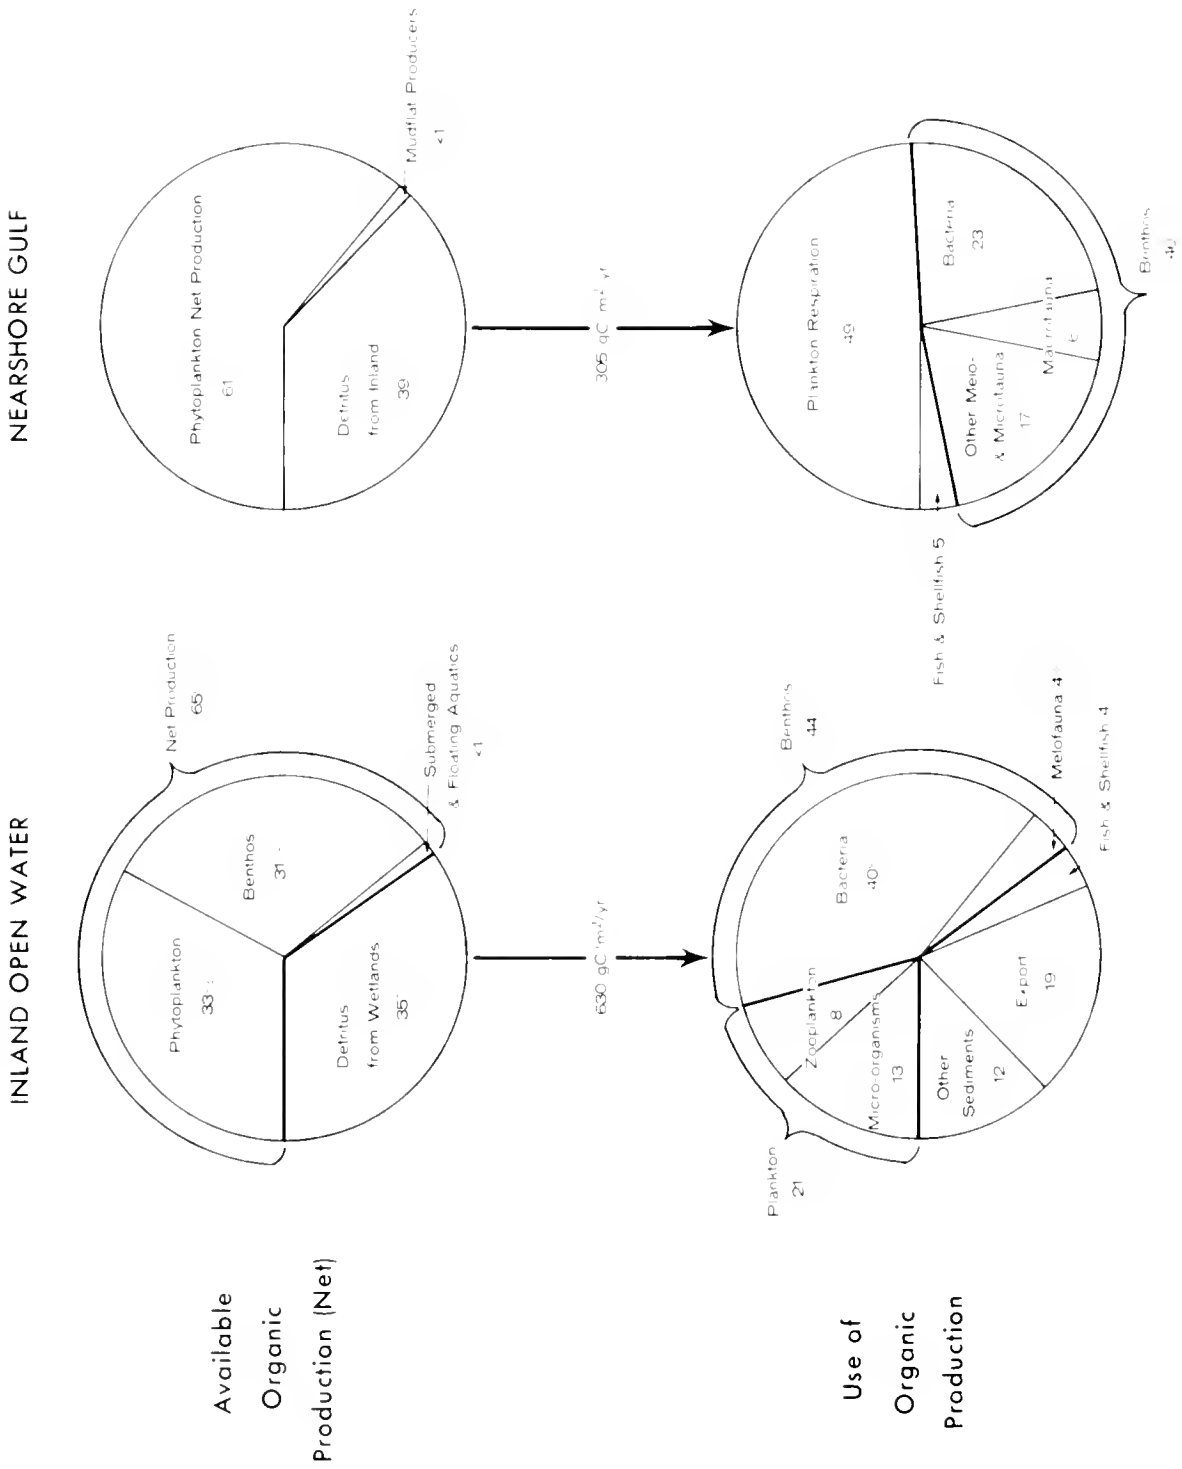 INLAND OPEN WATER
NEARSHORE GULF
Available
Organic
Production (Net)
Net Production
65
Phytoplankton
33
Benthos
31
Submerged
& Floating Aquatics
<1
Detritus
from Wetlands
35
Phytoplankton Net Production
61
Mudflat Producers
<1
Detritus
from Inland
39
630 gC/m²/yr
305 gC m² yr
Use of
Organic
Production
Plankton
21
Zooplankton
8
Micro-organisms
13
Benthos
44
Bacteria
40
Meiofauna 4
Fish & Shellfish 4
Export
19
Other
Sediments
12
Plankton Respiration
49
Fish & Shellfish 5
Bacteria
23
Macrofauna
6
Other Meio-
& Microfauna
17
Benthos